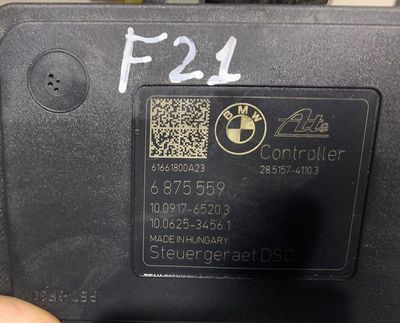 F21
BMW
Ate
61661800A23
Controller
28.5157-4110.3
6 875 559
10.0917-6520.3
10.0625-3456.1
MADE IN HUNGARY
Steuergeraet DSC